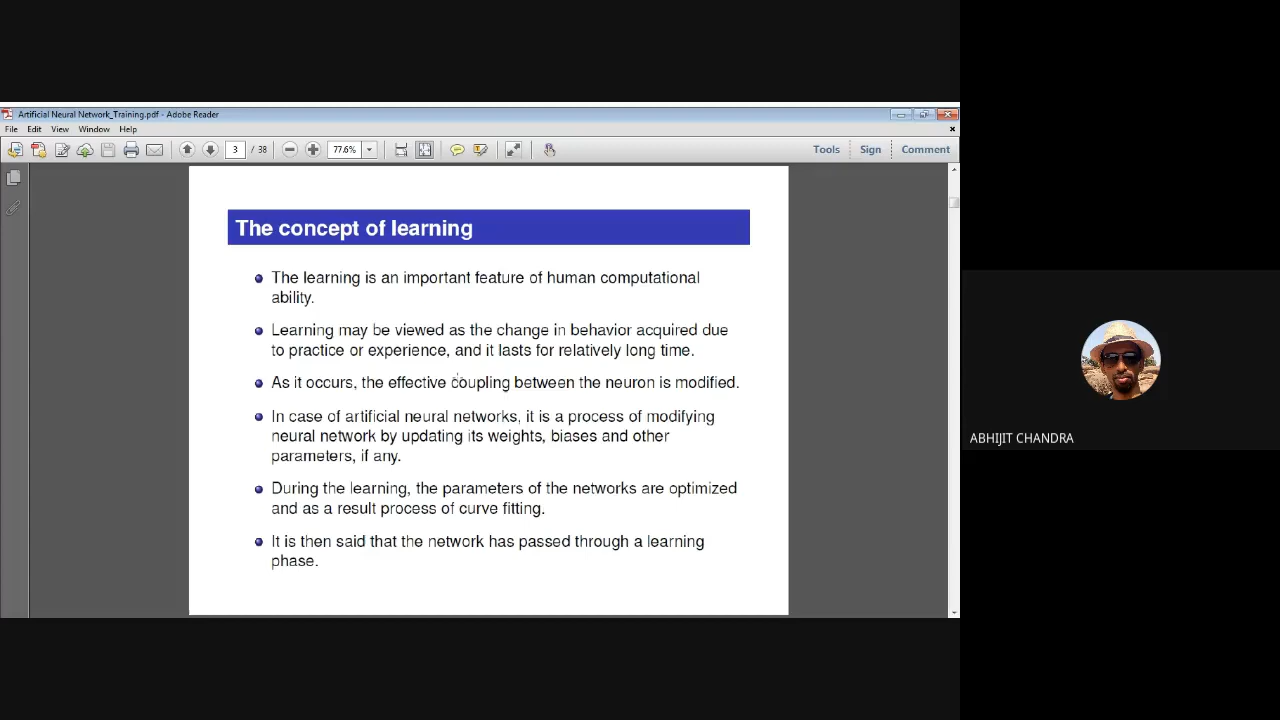 Artificial Neural Network_Training.pdf - Adobe Reader
File Edit View Window Help
3 / 38 77.6% Tools Sign Comment
The concept of learning
The learning is an important feature of human computational
ability.
Learning may be viewed as the change in behavior acquired due
to practice or experience, and it lasts for relatively long time.
As it occurs, the effective coupling between the neuron is modified.
In case of artificial neural networks, it is a process of modifying
neural network by updating its weights, biases and other
parameters, if any.
During the learning, the parameters of the networks are optimized
and as a result process of curve fitting.
It is then said that the network has passed through a learning
phase.
ABHIJIT CHANDRA